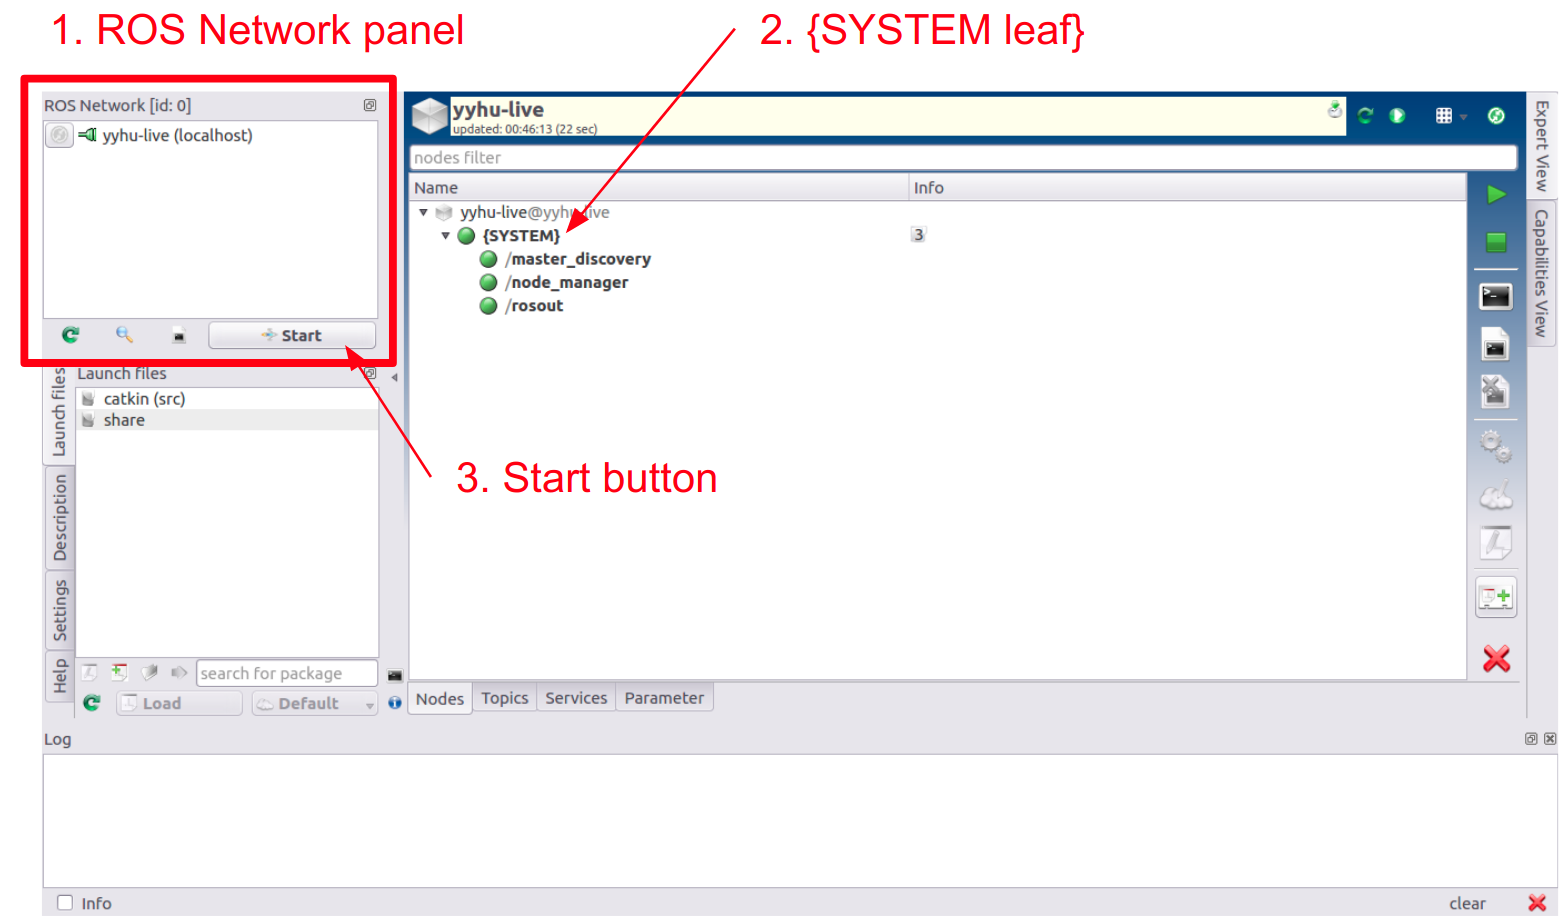 1. ROS Network panel
2. {SYSTEM leaf}
ROS Network [id: 0]
yyhu-live (localhost)
Start
yyhu-live
updated: 00:46:13 (22 sec)
nodes filter
Name
Info
yyhu-live@yyhu-live
{SYSTEM}
3
/master_discovery
/node_manager
/rosout
Expert View
Capabilities View
Launch files
Description
Settings
Help
Launch files
catkin (src)
share
3. Start button
search for package
Load
Default
Nodes
Topics
Services
Parameter
Log
Info
clear